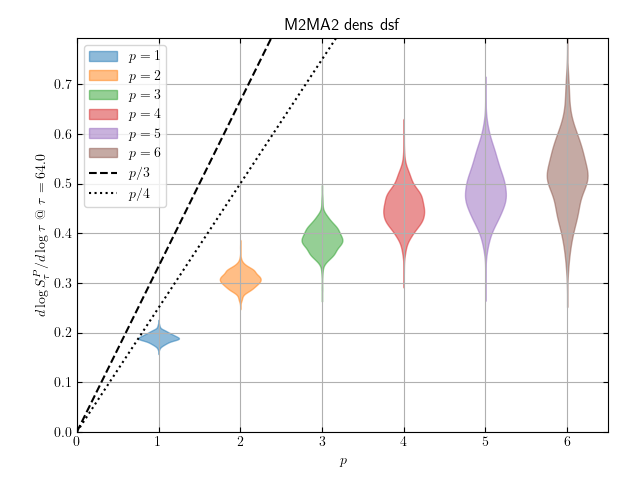 M2MA2 dens dsf
d log S_τ^P / d log τ @ τ = 64.0
0.7
0.6
0.5
0.4
0.3
0.2
0.1
0.0
p = 1
p = 2
p = 3
p = 4
p = 5
p = 6
p/3
p/4
0 1 2 3 4 5 6
p